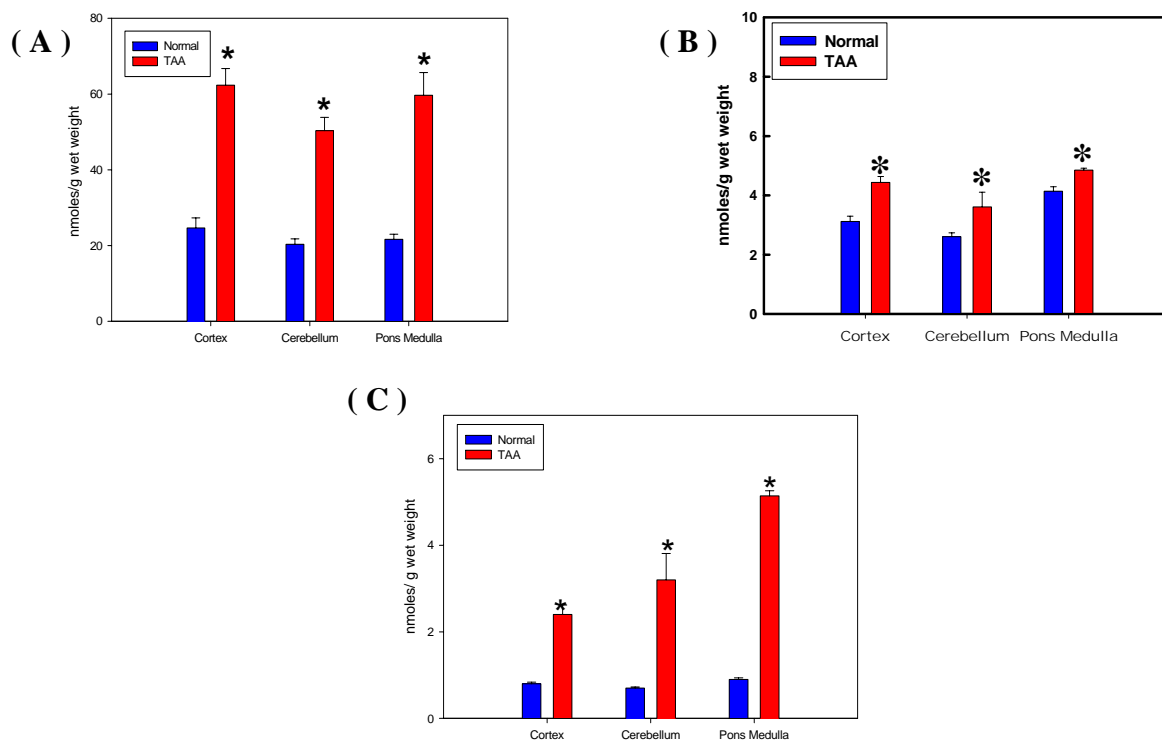 ( A )
80
60
40
20
0
nmoles/g wet weight
Normal
TAA
*
*
*
Cortex
Cerebellum
Pons Medulla
( B )
10
8
6
4
2
0
nmoles/g wet weight
Normal
TAA
*
*
*
Cortex
Cerebellum
Pons Medulla
( C )
6
4
2
0
nmoles/ g wet weight
Normal
TAA
*
*
*
Cortex
Cerebellum
Pons Medulla